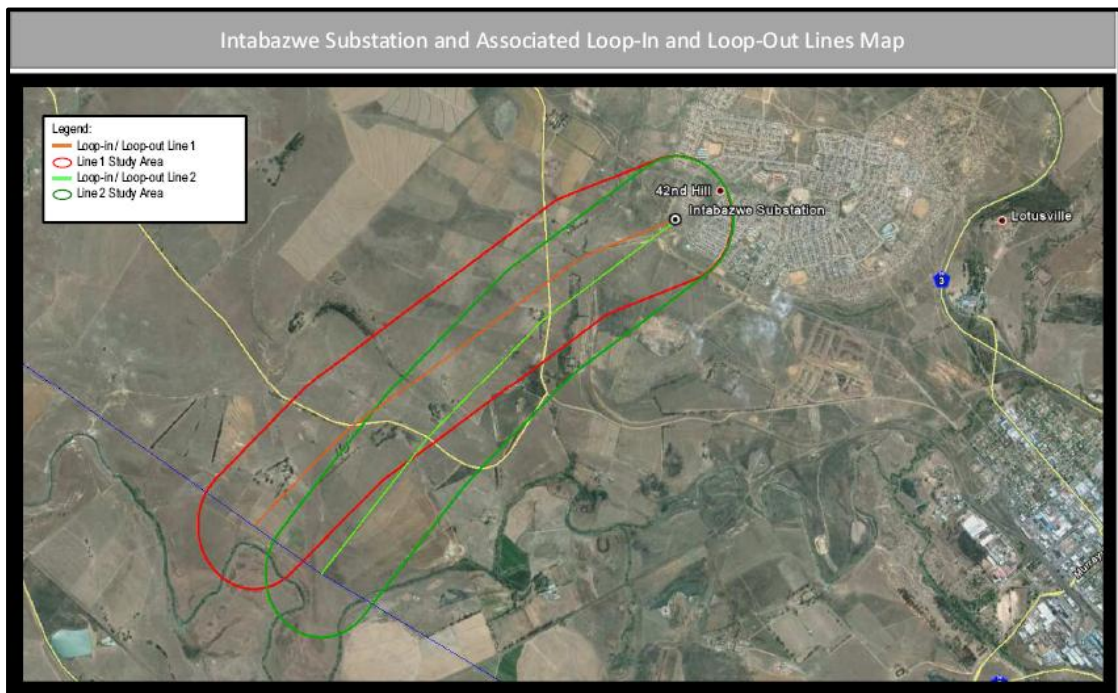 Intabazwe Substation and Associated Loop-In and Loop-Out Lines Map
Legend:
Loop-in / Loop-out Line 1
Line 1 Study Area
Loop-in / Loop-out Line 2
Line 2 Study Area
42nd Hill
Intabazwe Substation
Lotusville
3
Murray